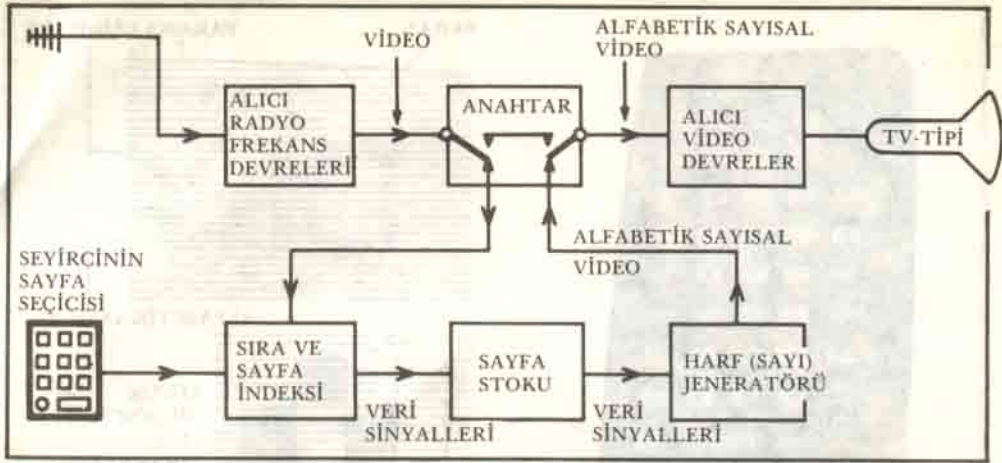 VİDEO
ALFABETİK SAYISAL
VİDEO
ALICI
RADYO
FREKANS
DEVRELERİ
ANAHTAR
ALICI
VİDEO
DEVRELER
TV-TİPİ
SEYİRCİNİN
SAYFA
SEÇİCİSİ
ALFABETİK SAYISAL
VİDEO
SIRA VE
SAYFA
İNDEKSİ
VERİ
SİNYALLERİ
SAYFA
STOKU
VERİ
SİNYALLERİ
HARF (SAYI)
JENERATÖRÜ